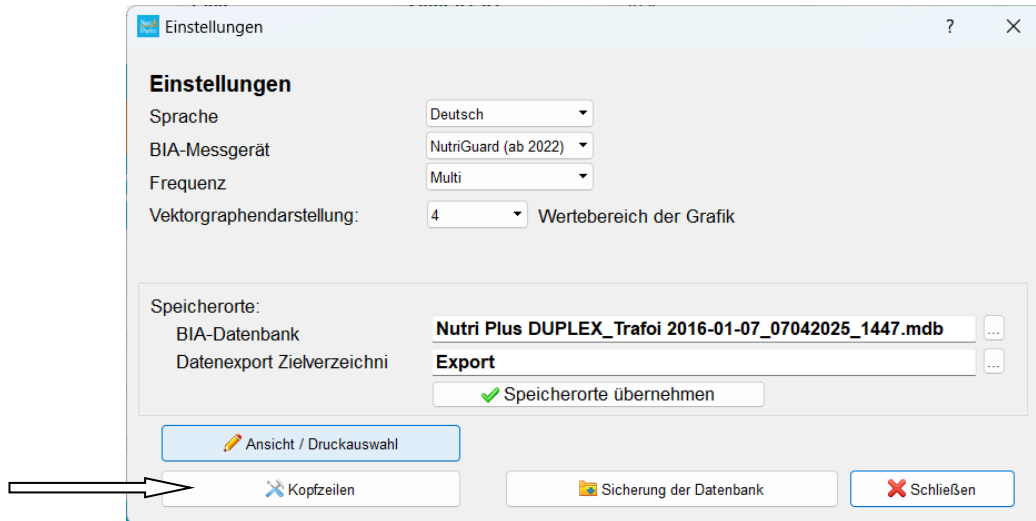 Einstellungen ?
Einstellungen
Sprache Deutsch
BIA-Messgerät NutriGuard (ab 2022)
Frequenz Multi
Vektorgraphendarstellung: 4 Wertebereich der Grafik
Speicherorte:
BIA-Datenbank Nutri Plus DUPLEX_Trafoi 2016-01-07_07042025_1447.mdb ...
Datenexport Zielverzeichni Export ...
Speicherorte übernehmen
Ansicht / Druckauswahl
Kopfzeilen Sicherung der Datenbank Schließen